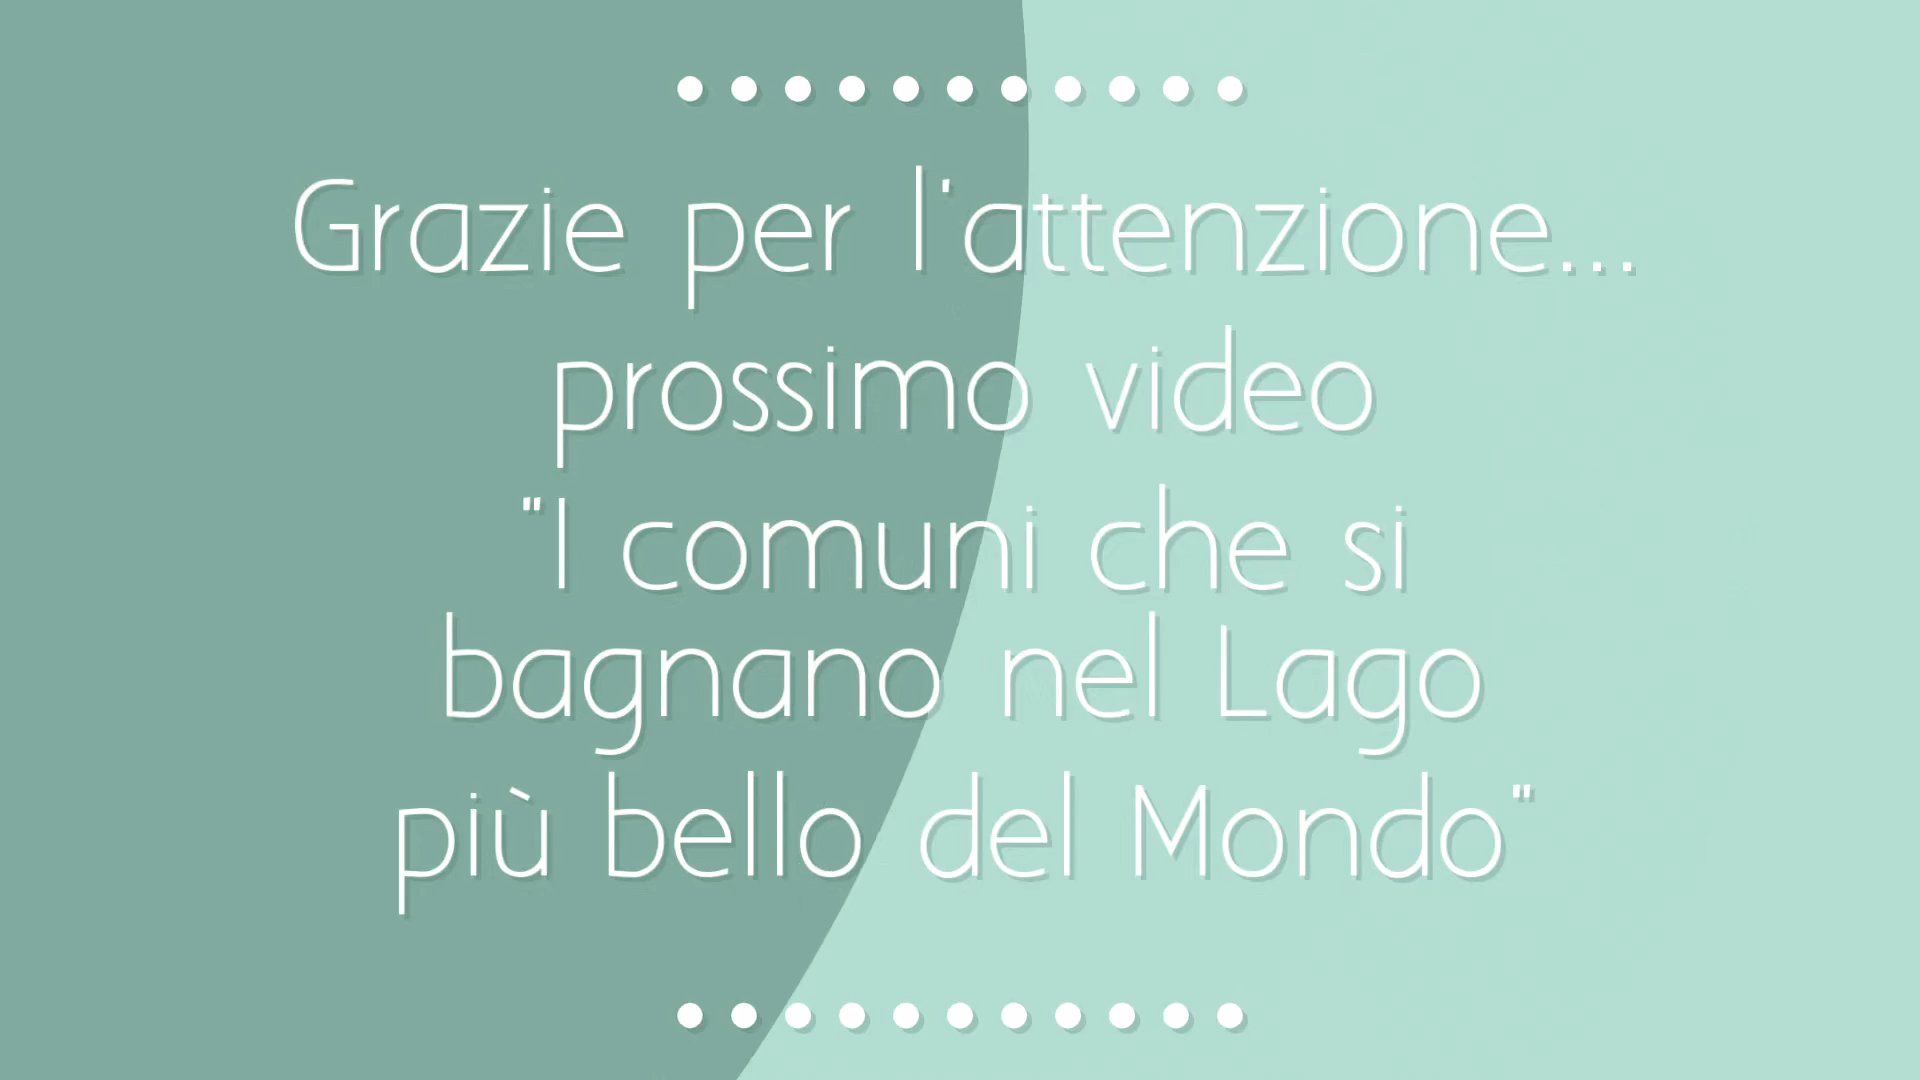 Grazie per l'attenzione...
prossimo video
"I comuni che si
bagnano nel Lago
più bello del Mondo"